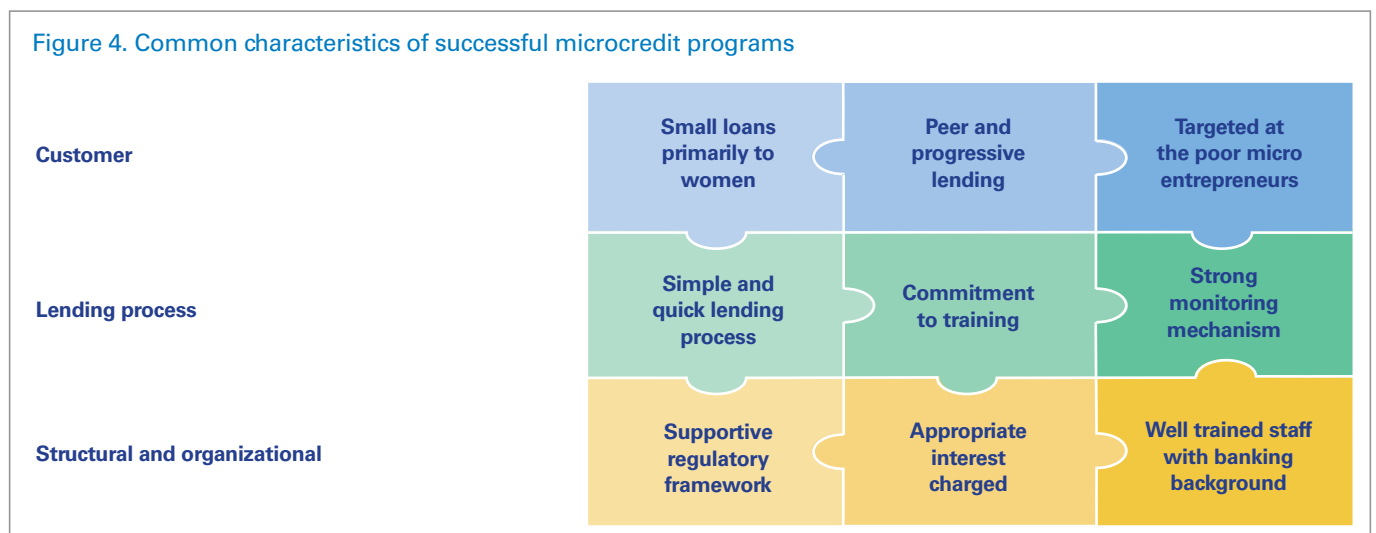 Figure 4. Common characteristics of successful microcredit programs
Customer
Small loans
primarily to
women
Peer and
progressive
lending
Targeted at
the poor micro
entrepreneurs
Lending process
Simple and
quick lending
process
Commitment
to training
Strong
monitoring
mechanism
Structural and organizational
Supportive
regulatory
framework
Appropriate
interest
charged
Well trained staff
with banking
background